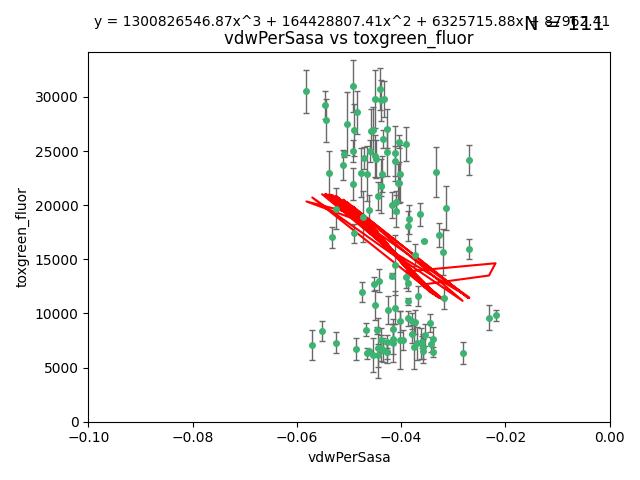 y = 1300826546.87x^3 + 164428807.41x^2 + 6325715.88x + 87962.41
N = 111
vdwPerSasa vs toxgreen_fluor
30000
25000
20000
15000
10000
5000
0
toxgreen_fluor
−0.10 −0.08 −0.06 −0.04 −0.02 0.00
vdwPerSasa